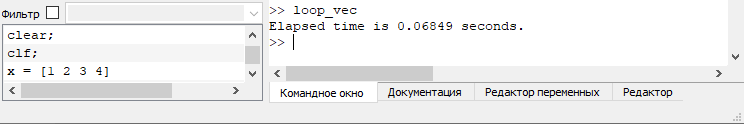 Фильтр
clear;
clf;
x = [1 2 3 4]
>> loop_vec
Elapsed time is 0.06849 seconds.
>>
Командное окно Документация Редактор переменных Редактор